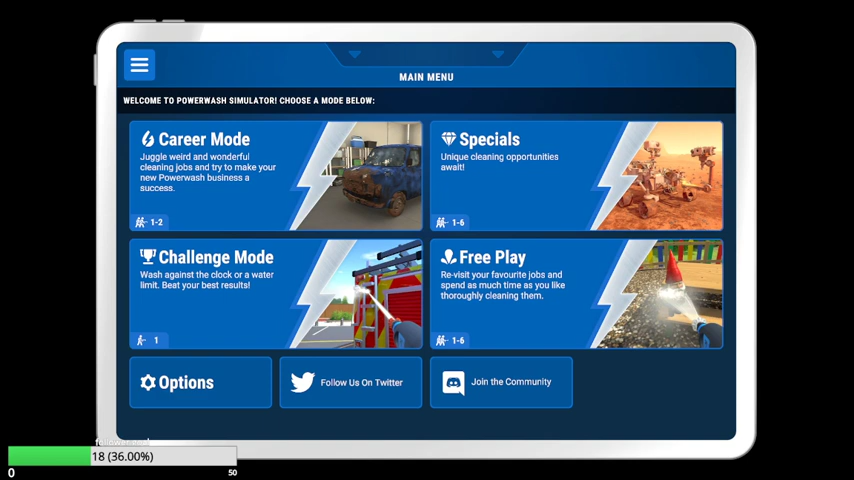 MAIN MENU
WELCOME TO POWERWASH SIMULATOR! CHOOSE A MODE BELOW:
Career Mode
Juggle weird and wonderful
cleaning jobs and try to make your
new Powerwash business a
success.
1-2
Specials
Unique cleaning opportunities
await!
1-6
Challenge Mode
Wash against the clock or a water
limit. Beat your best results!
1
Free Play
Re-visit your favourite jobs and
spend as much time as you like
thoroughly cleaning them.
1-6
Options
Follow Us On Twitter
Join the Community
18 (36.00%)
0
50